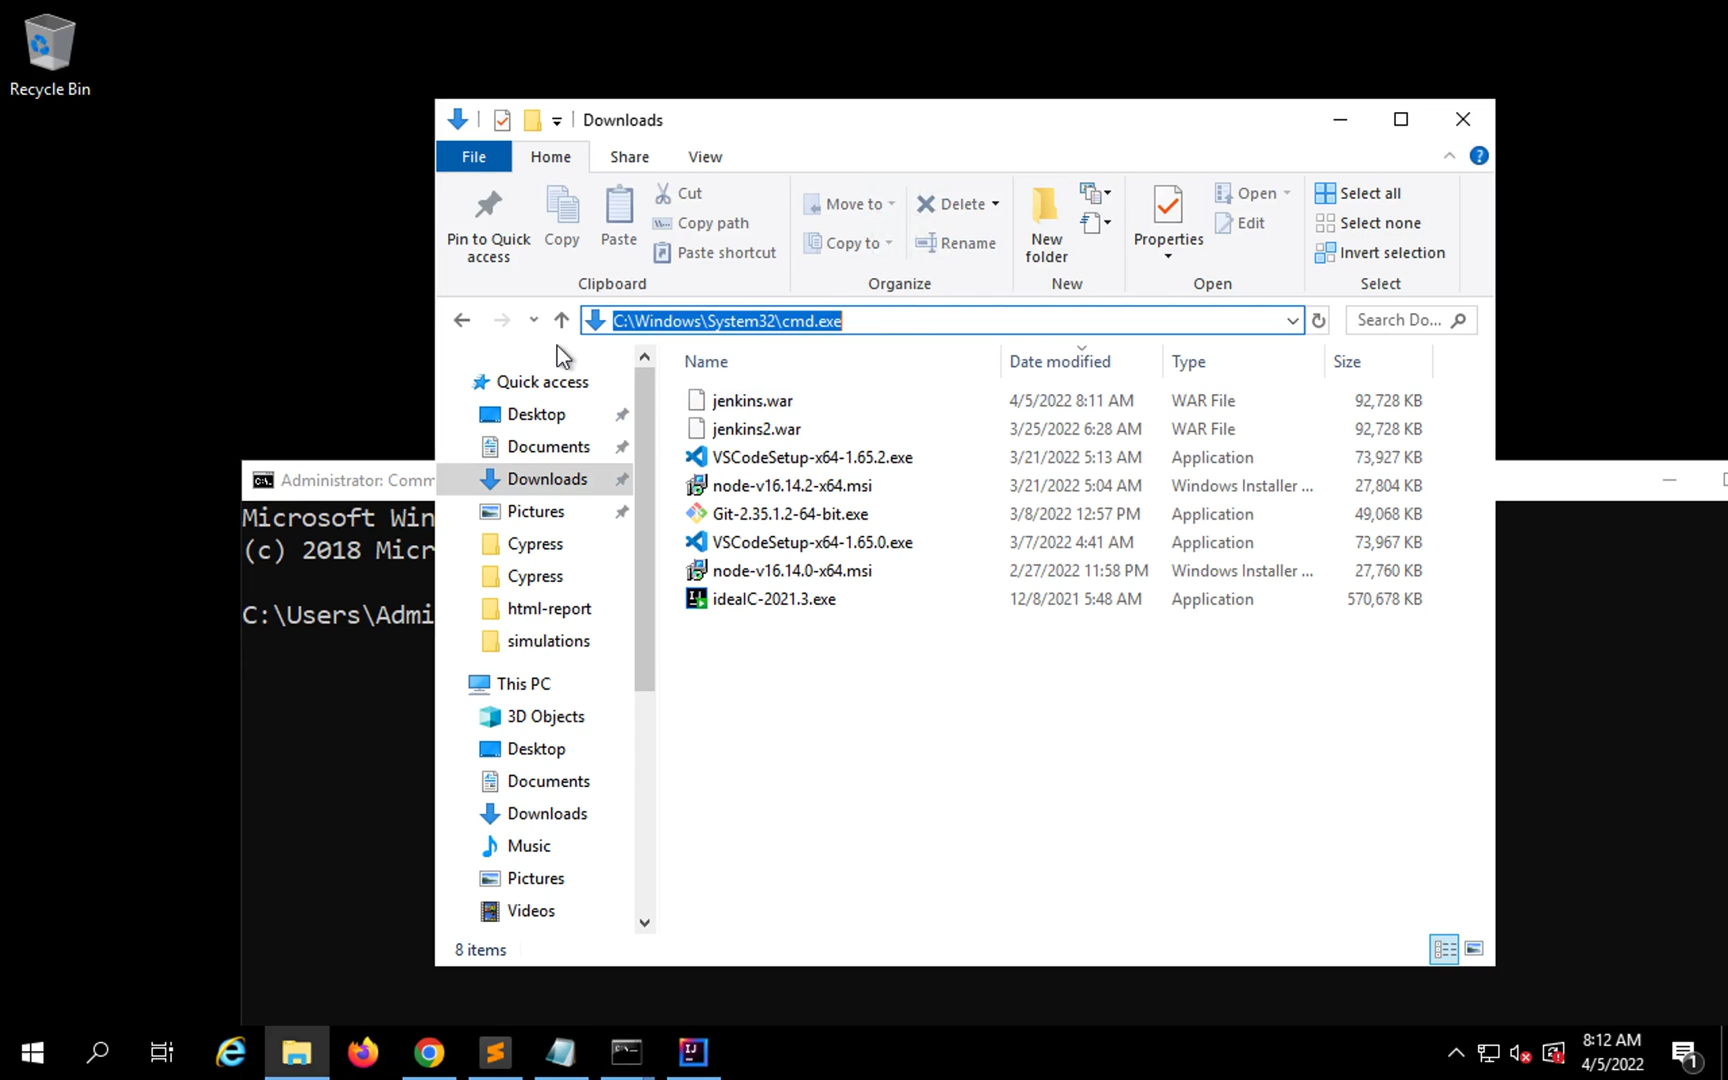 Recycle Bin
Downloads
File
Home
Share
View
Pin to Quick
access
Copy
Paste
Cut
Copy path
Paste shortcut
Clipboard
Move to
Copy to
Delete
Rename
Organize
New
folder
New
Properties
Open
Edit
Open
Select all
Select none
Invert selection
Select
C:\Windows\System32\cmd.exe
Search Do...
Quick access
Desktop
Documents
Downloads
Pictures
Cypress
Cypress
html-report
simulations
This PC
3D Objects
Desktop
Documents
Downloads
Music
Pictures
Videos
Name Date modified Type Size
jenkins.war 4/5/2022 8:11 AM WAR File 92,728 KB
jenkins2.war 3/25/2022 6:28 AM WAR File 92,728 KB
VSCodeSetup-x64-1.65.2.exe 3/21/2022 5:13 AM Application 73,927 KB
node-v16.14.2-x64.msi 3/21/2022 5:04 AM Windows Installer ... 27,804 KB
Git-2.35.1.2-64-bit.exe 3/8/2022 12:57 PM Application 49,068 KB
VSCodeSetup-x64-1.65.0.exe 3/7/2022 4:41 AM Application 73,967 KB
node-v16.14.0-x64.msi 2/27/2022 11:58 PM Windows Installer ... 27,760 KB
ideaIC-2021.3.exe 12/8/2021 5:48 AM Application 570,678 KB
8 items
Administrator: Comm
Microsoft Win
(c) 2018 Micr
C:\Users\Admi
8:12 AM
4/5/2022
1